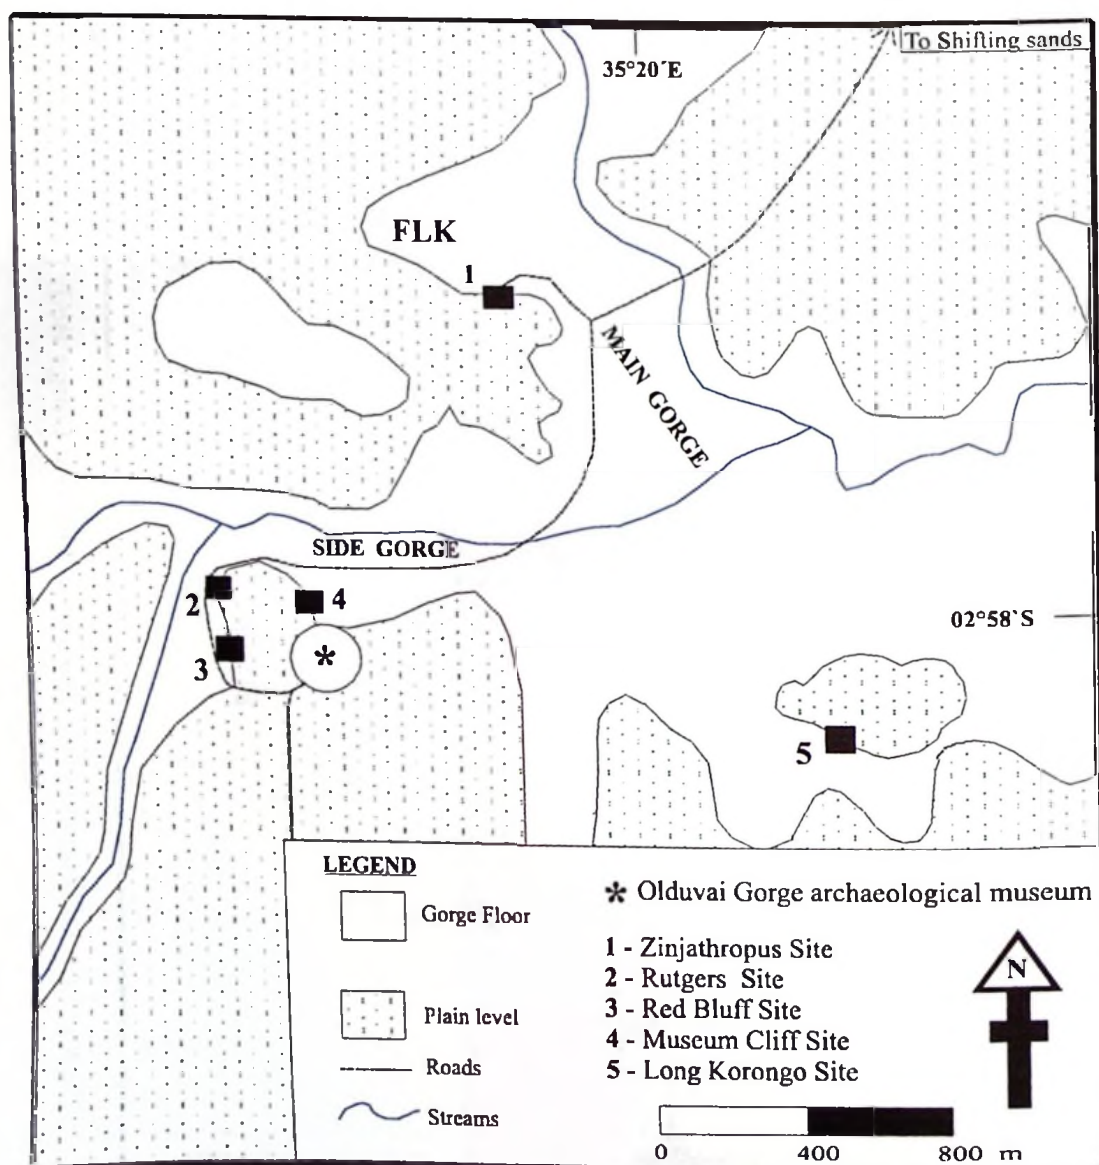 To Shifting sands
35°20´E
FLK
1
MAIN GORGE
SIDE GORGE
2
4
*
3
02°58`S
5
LEGEND
Gorge Floor
Plain level
Roads
Streams
* Olduvai Gorge archaeological museum
1 - Zinjathropus Site
2 - Rutgers Site
3 - Red Bluff Site
4 - Museum Cliff Site
5 - Long Korongo Site
N
0 400 800 m